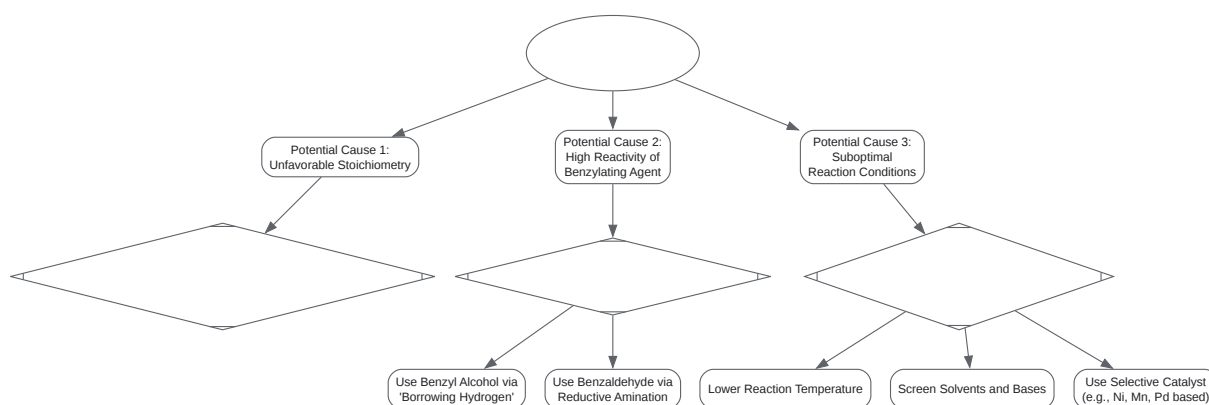 Potential Cause 1:
Unfavorable Stoichiometry
Potential Cause 2:
High Reactivity of
Benzylating Agent
Potential Cause 3:
Suboptimal
Reaction Conditions
Use Benzyl Alcohol via
'Borrowing Hydrogen'
Use Benzaldehyde via
Reductive Amination
Lower Reaction Temperature
Screen Solvents and Bases
Use Selective Catalyst
(e.g., Ni, Mn, Pd based)